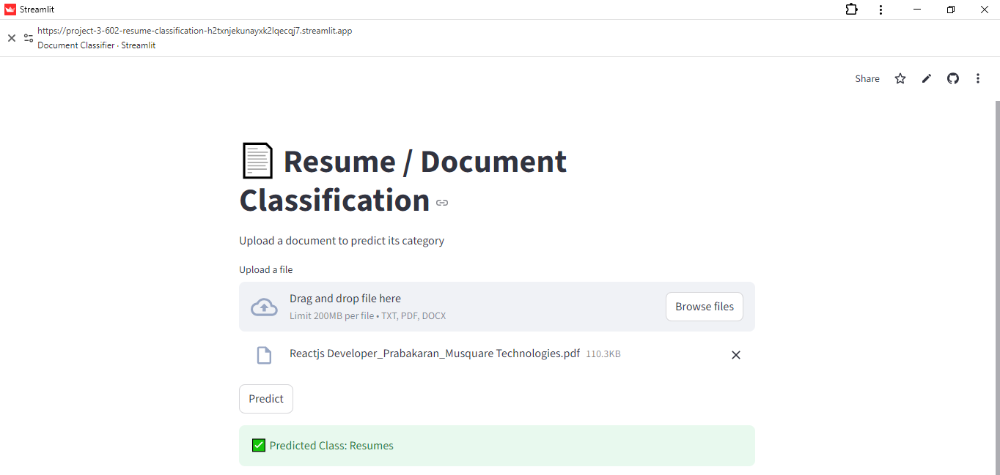 Streamlit
https://project-3-602-resume-classification-h2txnjekunayxk2lqecqj7.streamlit.app
Document Classifier · Streamlit
Share
Resume / Document
Classification
Upload a document to predict its category
Upload a file
Drag and drop file here
Limit 200MB per file • TXT, PDF, DOCX
Browse files
Reactjs Developer_Prabakaran_Musquare Technologies.pdf 110.3KB
Predict
Predicted Class: Resumes